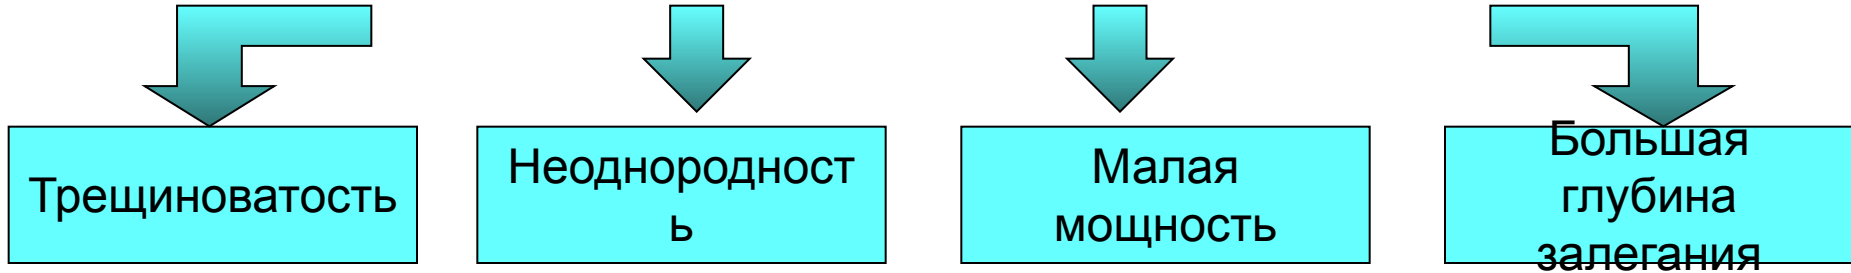 Трещиноватость
Неоднородност
ь
Малая
мощность
Большая
глубина
залегания